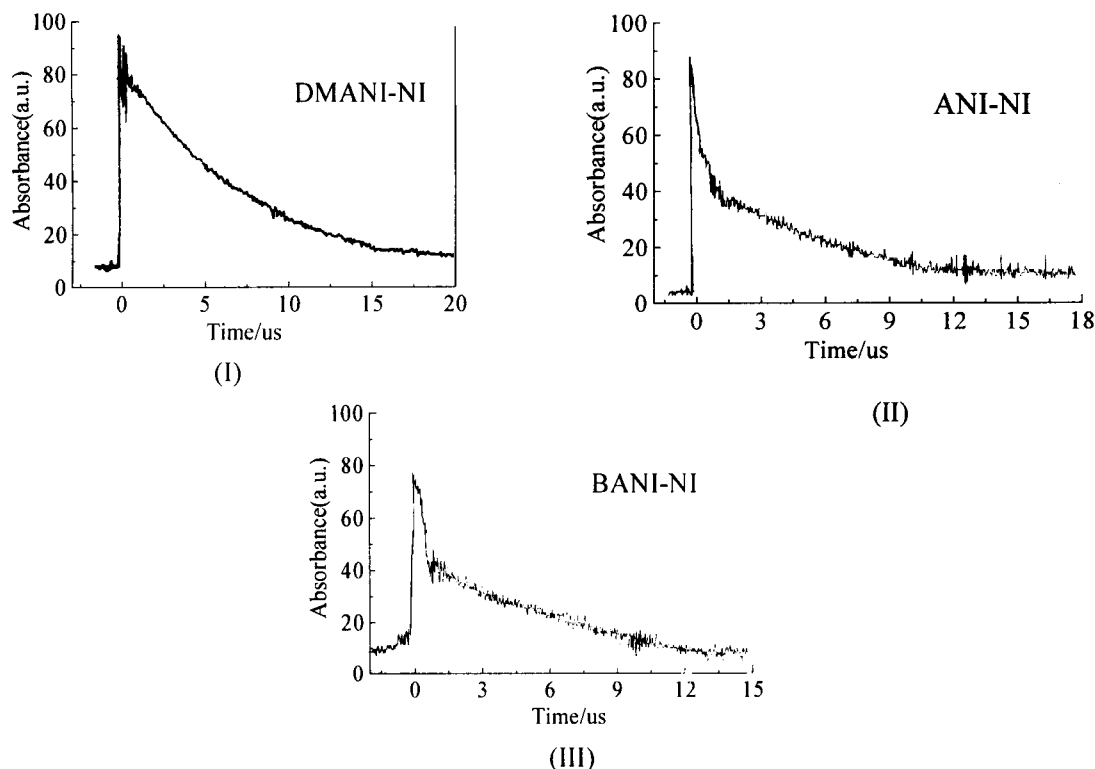 100
80
60
40
20
0
Absorbance(a.u.)
DMANI-NI
0 5 10 15 20
Time/us
(I)
100
80
60
40
20
0
Absorbance(a.u.)
ANI-NI
0 3 6 9 12 15 18
Time/us
(II)
100
80
60
40
20
0
Absorbance(a.u.)
BANI-NI
0 3 6 9 12 15
Time/us
(III)